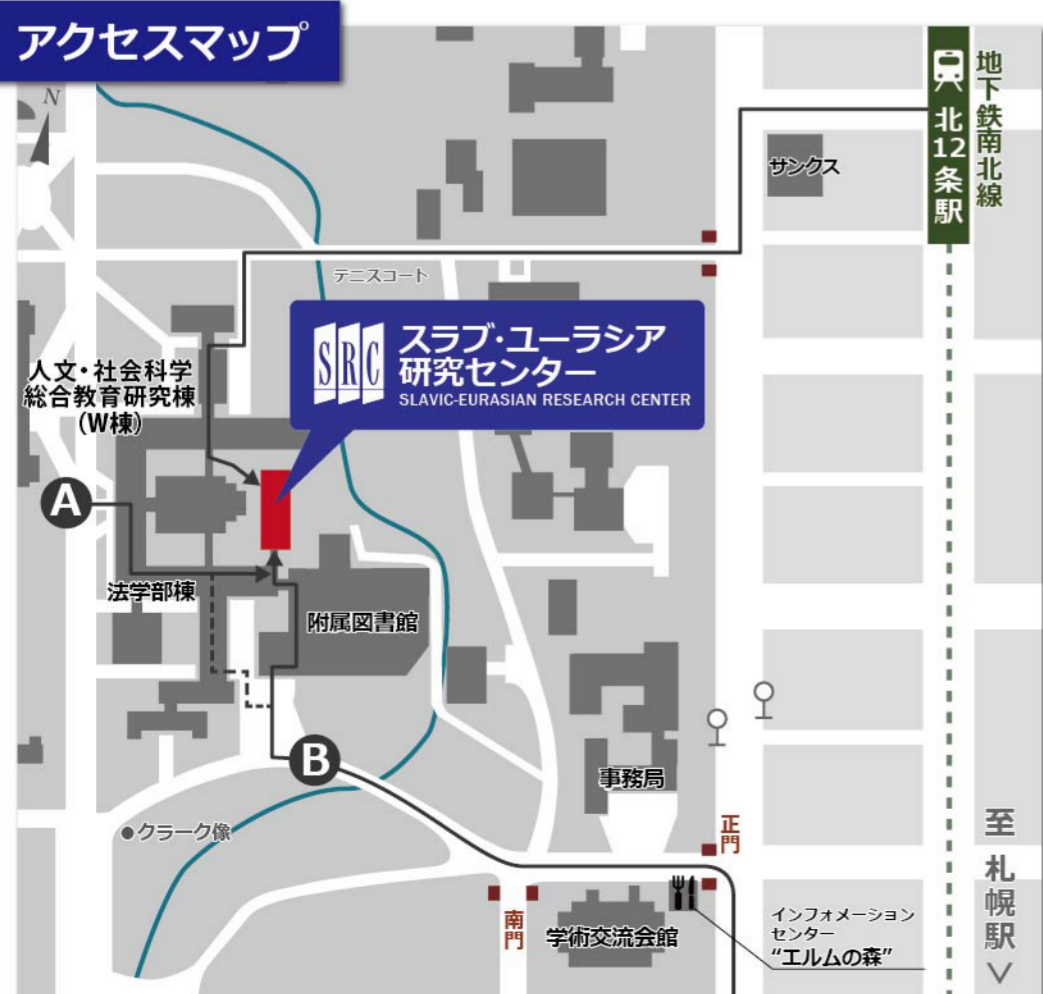 アクセスマップ
N
地下鉄南北線
北12条駅
サンクス
テニスコート
SRC
スラブ・ユーラシア
研究センター
SLAVIC-EURASIAN RESEARCH CENTER
人文・社会科学
総合教育研究棟
(W棟)
A
法学部棟
附属図書館
B
事務局
クラーク像
正門
至札幌駅
南門
学術交流会館
インフォメーション
センター
“エルムの森”